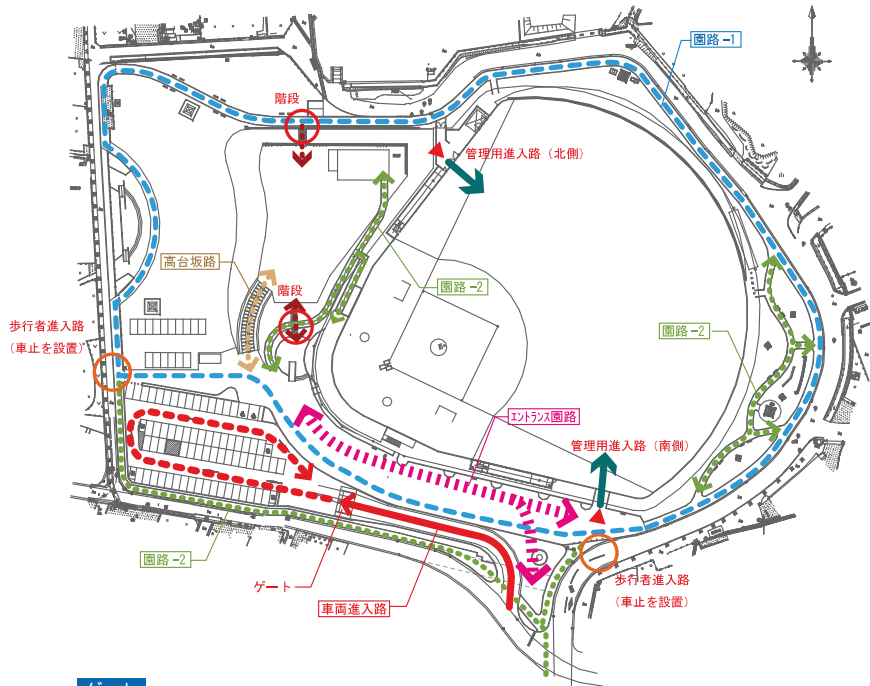 園路-1
階段
管理用進入路（北側）
高台坂路
階段
園路-2
歩行者進入路
（車止を設置）
園路-2
エントランス園路
管理用進入路（南側）
園路-2
ゲート
車両進入路
歩行者進入路
（車止を設置）